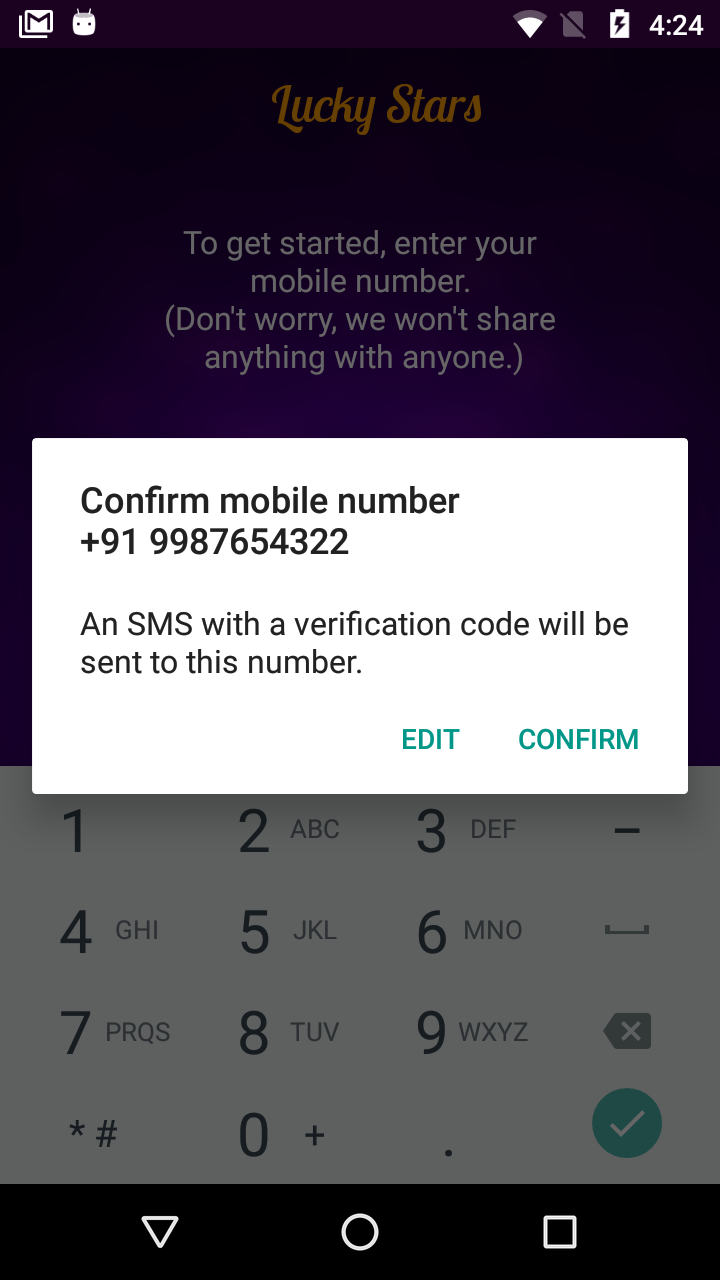 4:24
Lucky Stars
To get started, enter your
mobile number.
(Don't worry, we won't share
anything with anyone.)
Confirm mobile number
+91 9987654322
An SMS with a verification code will be
sent to this number.
EDIT CONFIRM
1 2 ABC 3 DEF –
4 GHI 5 JKL 6 MNO
7 PRQS 8 TUV 9 WXYZ
* # 0 + .